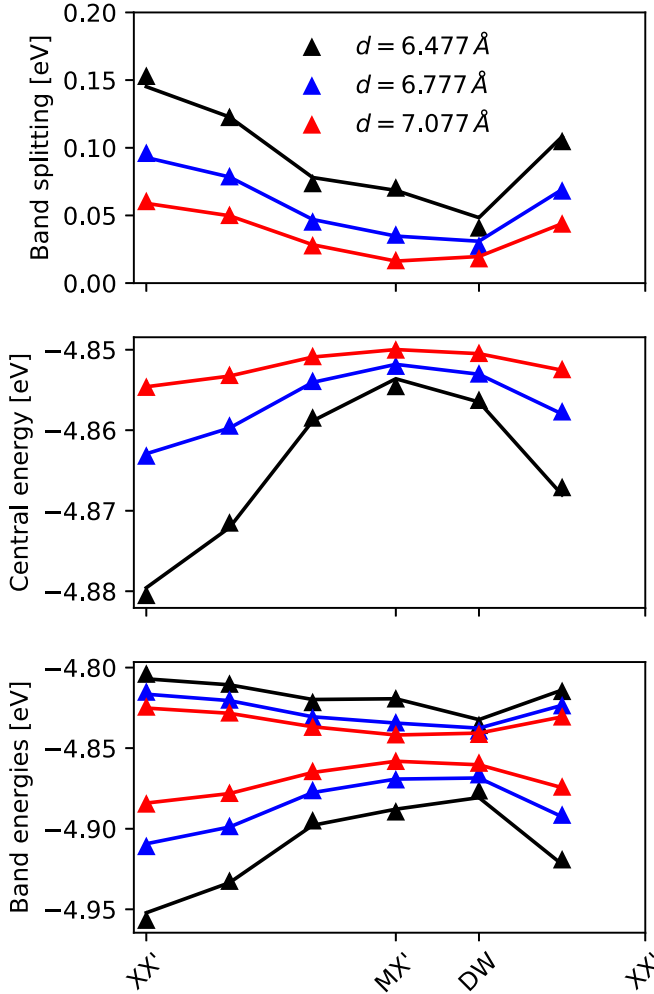 Band splitting [eV]
0.20
0.15
0.10
0.05
0.00
d = 6.477 Å
d = 6.777 Å
d = 7.077 Å
Central energy [eV]
−4.85
−4.86
−4.87
−4.88
Band energies [eV]
−4.80
−4.85
−4.90
−4.95
XX'
MX'
DW
XX'